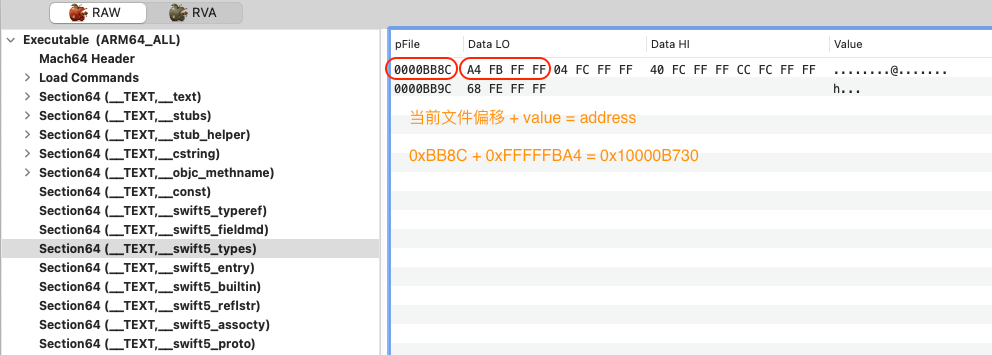 RAW
RVA
Executable (ARM64_ALL)
Mach64 Header
Load Commands
Section64 (__TEXT,__text)
Section64 (__TEXT,__stubs)
Section64 (__TEXT,__stub_helper)
Section64 (__TEXT,__cstring)
Section64 (__TEXT,__objc_methname)
Section64 (__TEXT,__const)
Section64 (__TEXT,__swift5_typeref)
Section64 (__TEXT,__swift5_fieldmd)
Section64 (__TEXT,__swift5_types)
Section64 (__TEXT,__swift5_entry)
Section64 (__TEXT,__swift5_builtin)
Section64 (__TEXT,__swift5_reflstr)
Section64 (__TEXT,__swift5_assocty)
Section64 (__TEXT,__swift5_proto)
pFile Data LO Data HI Value
0000BB8C A4 FB FF FF 04 FC FF FF 40 FC FF FF CC FC FF FF ........@.......
0000BB9C 68 FE FF FF h...
当前文件偏移 + value = address
0xBB8C + 0xFFFFFBA4 = 0x10000B730